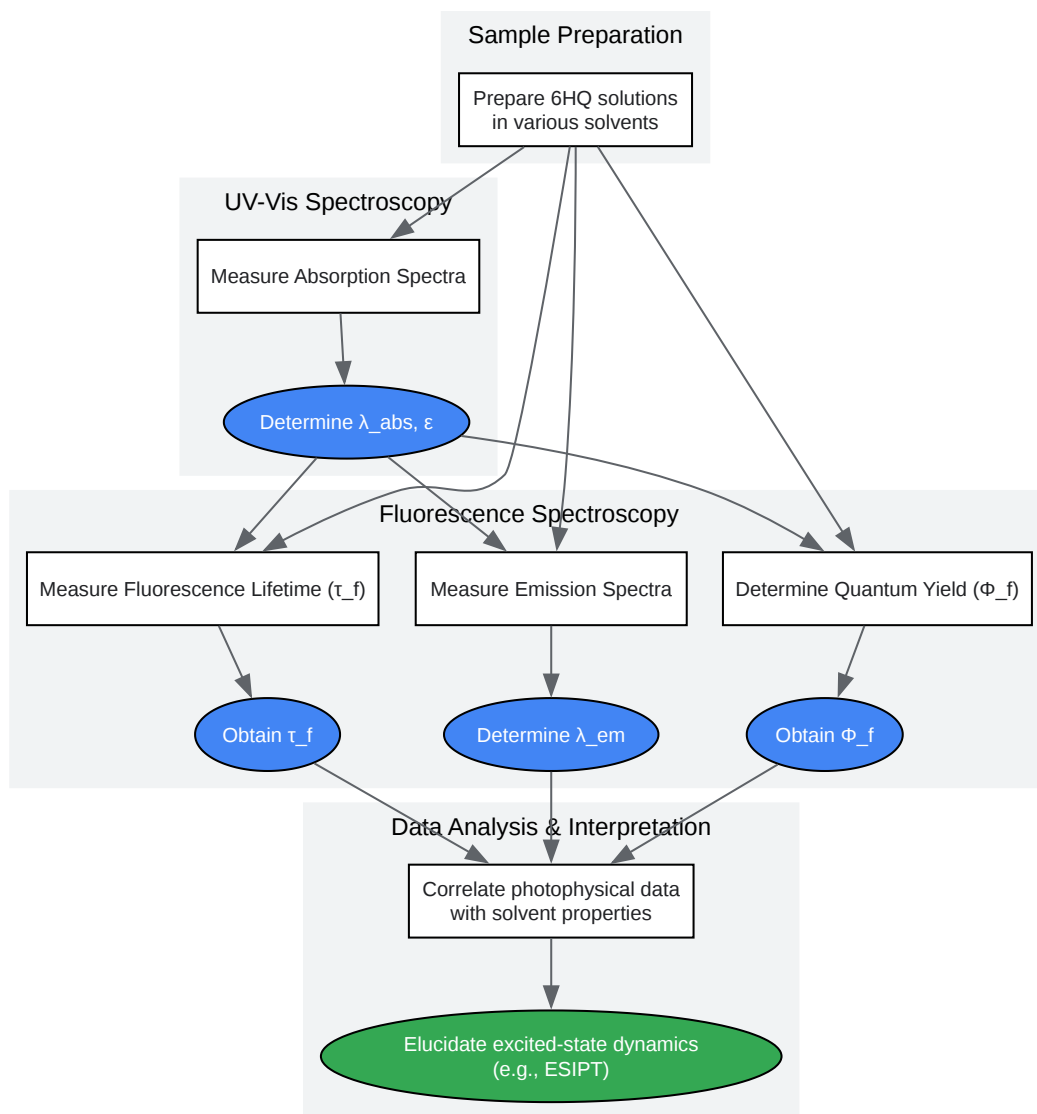 Sample Preparation
Prepare 6HQ solutions
in various solvents
UV-Vis Spectroscopy
Measure Absorption Spectra
Determine λ_abs, ε
Fluorescence Spectroscopy
Measure Fluorescence Lifetime (τ_f)
Measure Emission Spectra
Determine Quantum Yield (Φ_f)
Obtain τ_f
Determine λ_em
Obtain Φ_f
Data Analysis & Interpretation
Correlate photophysical data
with solvent properties
Elucidate excited-state dynamics
(e.g., ESIPT)